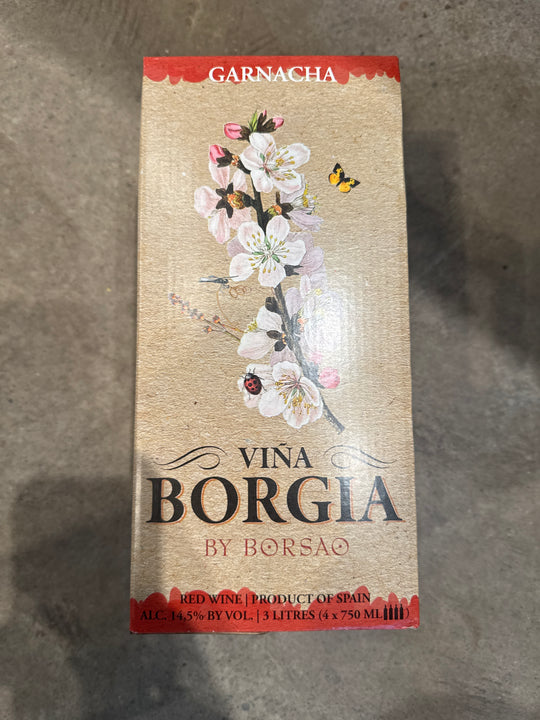 GARNACHA
VIÑA
BORGIA
BY BORSAO
RED WINE | PRODUCT OF SPAIN
ALC. 14,5% BY VOL. | 3 LITRES (4 x 750 ML)